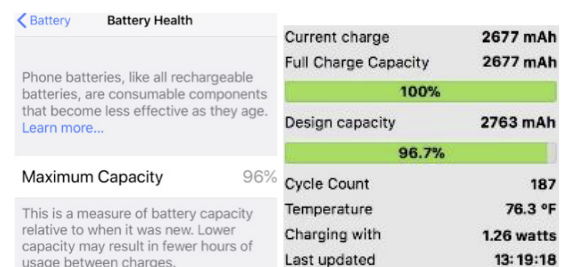 Battery
Battery Health
Phone batteries, like all rechargeable
batteries, are consumable components
that become less effective as they age.
Learn more...
Maximum Capacity 96%
This is a measure of battery capacity
relative to when it was new. Lower
capacity may result in fewer hours of
usage between charges.
Current charge 2677 mAh
Full Charge Capacity 2677 mAh
100%
Design capacity 2763 mAh
96.7%
Cycle Count 187
Temperature 76.3 °F
Charging with 1.26 watts
Last updated 13:19:18